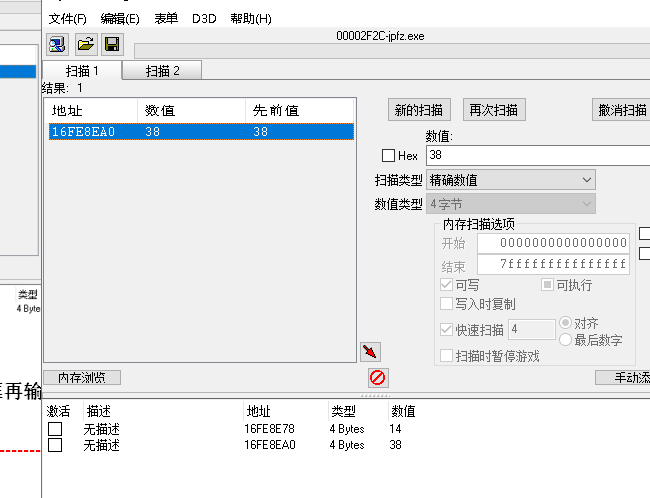 文件(F) 编辑(E) 表单 D3D 帮助(H)
00002F2C-jpfz.exe
扫描 1 扫描 2
结果: 1
地址 数值 先前值
16FE8EA0 38 38
新的扫描 再次扫描 撤消扫描
数值:
Hex 38
扫描类型 精确数值
数值类型 4 字节
内存扫描选项
开始 0000000000000000
结束 7fffffffffffffff
可写 可执行
写入时复制
快速扫描 4 对齐
最后数字
扫描时暂停游戏
内存浏览 手动添
类型
4 Byte
再输
激活 描述 地址 类型 数值
无描述 16FE8E78 4 Bytes 14
无描述 16FE8EA0 4 Bytes 38